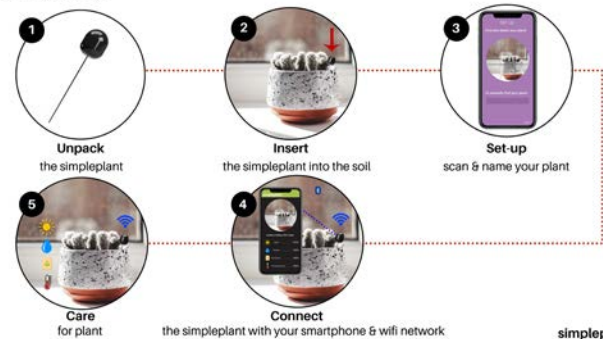 1
Unpack
the simpleplant
2
Insert
the simpleplant into the soil
3
Set-up
scan & name your plant
4
Connect
the simpleplant with your smartphone & wifi network
5
Care
for plant